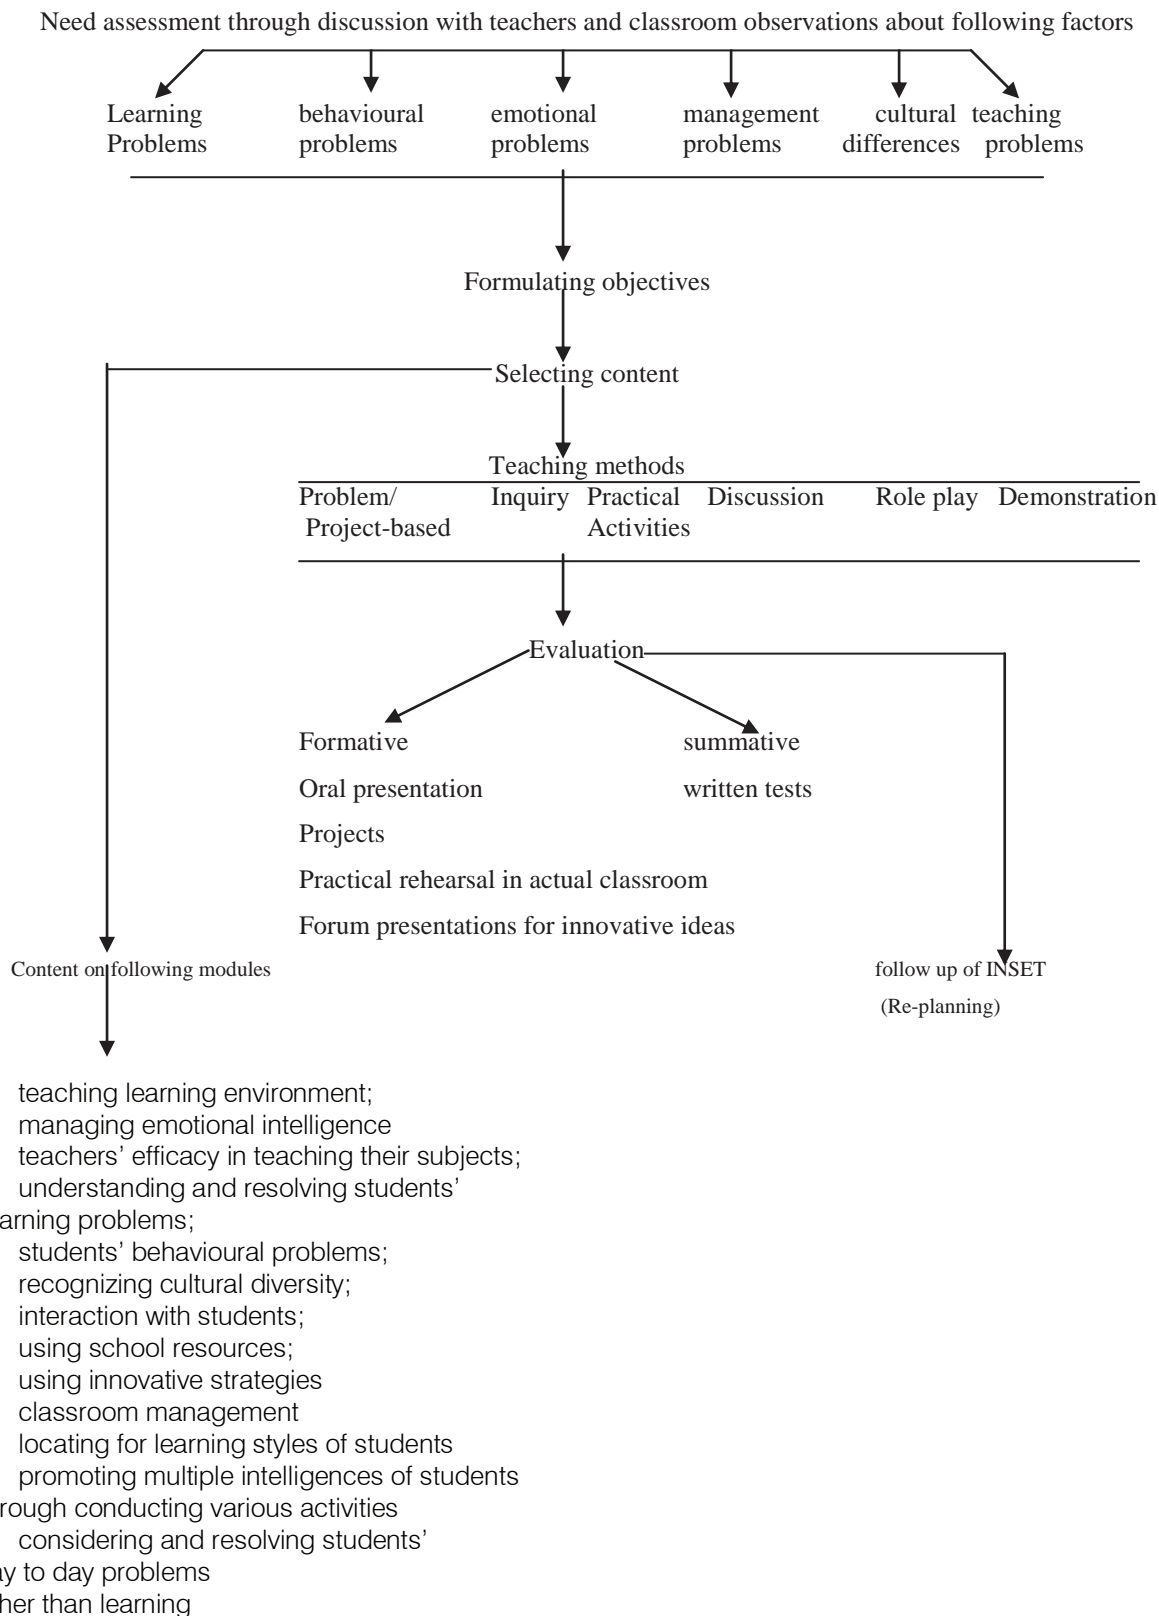 Need assessment through discussion with teachers and classroom observations about following factors
Learning behavioural emotional management cultural teaching
Problems problems problems problems differences problems
Formulating objectives
Selecting content
Teaching methods
Problem/ Inquiry Practical Discussion Role play Demonstration
Project-based Activities
Evaluation
Formative summative
Oral presentation written tests
Projects
Practical rehearsal in actual classroom
Forum presentations for innovative ideas
Content on following modules follow up of INSET
(Re-planning)
teaching learning environment;
managing emotional intelligence
teachers’ efficacy in teaching their subjects;
understanding and resolving students’
arning problems;
students’ behavioural problems;
recognizing cultural diversity;
interaction with students;
using school resources;
using innovative strategies
classroom management
locating for learning styles of students
promoting multiple intelligences of students
rough conducting various activities
considering and resolving students’
ay to day problems
her than learning